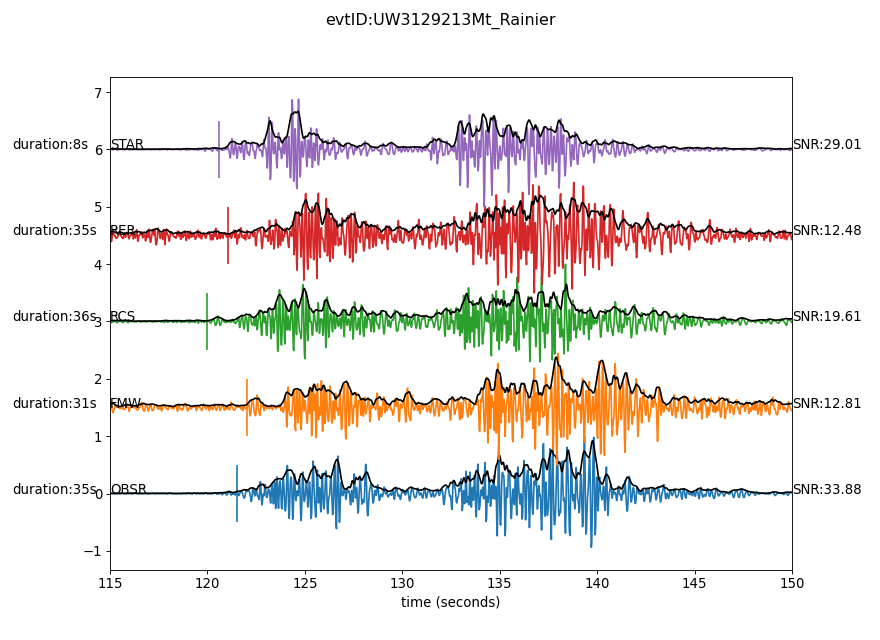 evtID:UW3129213Mt_Rainier
7
duration:8s STAR 6 SNR:29.01
5
duration:35s RER SNR:12.48
4
duration:36s 3 RCS SNR:19.61
2
duration:31s FMW SNR:12.81
1
duration:35s 0 OBSR SNR:33.88
−1
115 120 125 130 135 140 145 150
time (seconds)